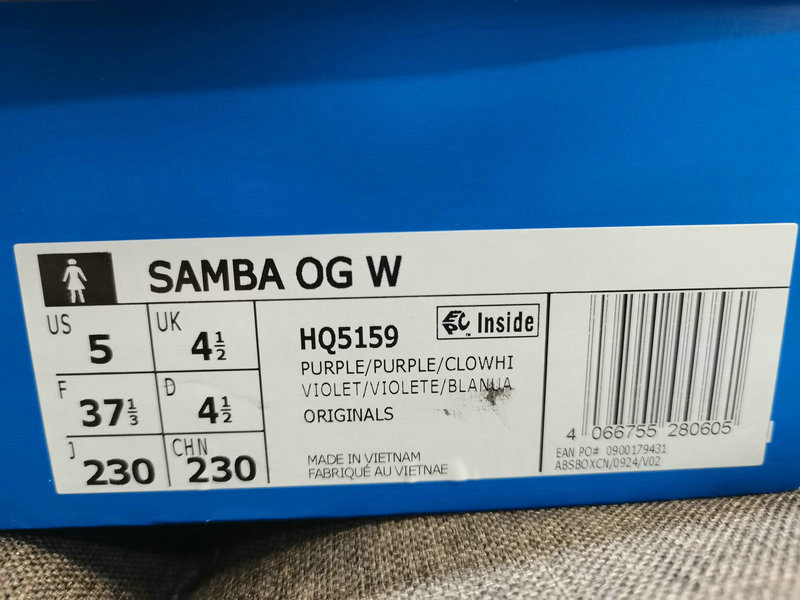 SAMBA OG W
US 5
UK 4½
F 37⅓
D 4½
J 230
CHN 230
HQ5159
EPC Inside
PURPLE/PURPLE/CLOWHI
VIOLET/VIOLETE/BLANUA
ORIGINALS
MADE IN VIETNAM
FABRIQUÉ AU VIETNAE
4 066755 280605
EAN PO# 0900179431
ABSBOXCN/0924/V02